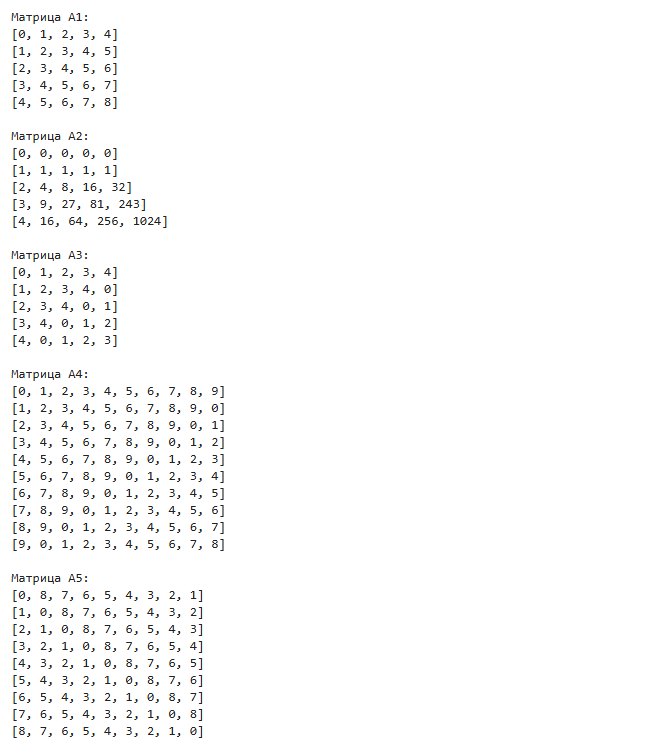 Матрица A1:
[0, 1, 2, 3, 4]
[1, 2, 3, 4, 5]
[2, 3, 4, 5, 6]
[3, 4, 5, 6, 7]
[4, 5, 6, 7, 8]
Матрица A2:
[0, 0, 0, 0, 0]
[1, 1, 1, 1, 1]
[2, 4, 8, 16, 32]
[3, 9, 27, 81, 243]
[4, 16, 64, 256, 1024]
Матрица A3:
[0, 1, 2, 3, 4]
[1, 2, 3, 4, 0]
[2, 3, 4, 0, 1]
[3, 4, 0, 1, 2]
[4, 0, 1, 2, 3]
Матрица A4:
[0, 1, 2, 3, 4, 5, 6, 7, 8, 9]
[1, 2, 3, 4, 5, 6, 7, 8, 9, 0]
[2, 3, 4, 5, 6, 7, 8, 9, 0, 1]
[3, 4, 5, 6, 7, 8, 9, 0, 1, 2]
[4, 5, 6, 7, 8, 9, 0, 1, 2, 3]
[5, 6, 7, 8, 9, 0, 1, 2, 3, 4]
[6, 7, 8, 9, 0, 1, 2, 3, 4, 5]
[7, 8, 9, 0, 1, 2, 3, 4, 5, 6]
[8, 9, 0, 1, 2, 3, 4, 5, 6, 7]
[9, 0, 1, 2, 3, 4, 5, 6, 7, 8]
Матрица A5:
[0, 8, 7, 6, 5, 4, 3, 2, 1]
[1, 0, 8, 7, 6, 5, 4, 3, 2]
[2, 1, 0, 8, 7, 6, 5, 4, 3]
[3, 2, 1, 0, 8, 7, 6, 5, 4]
[4, 3, 2, 1, 0, 8, 7, 6, 5]
[5, 4, 3, 2, 1, 0, 8, 7, 6]
[6, 5, 4, 3, 2, 1, 0, 8, 7]
[7, 6, 5, 4, 3, 2, 1, 0, 8]
[8, 7, 6, 5, 4, 3, 2, 1, 0]